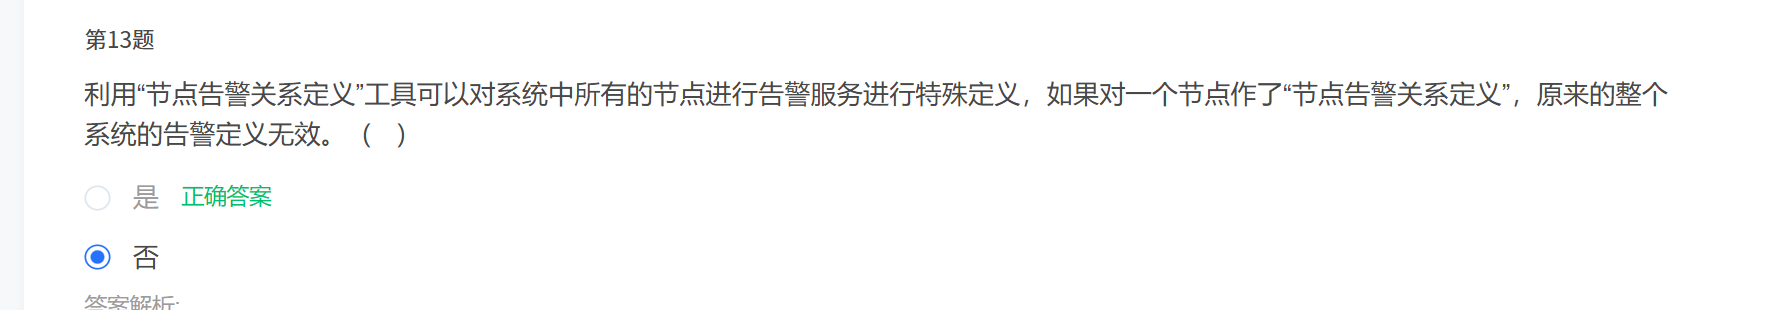 第13题
利用“节点告警关系定义”工具可以对系统中所有的节点进行告警服务进行特殊定义，如果对一个节点作了“节点告警关系定义”，原来的整个
系统的告警定义无效。（　）
是 正确答案
否
答案解析: